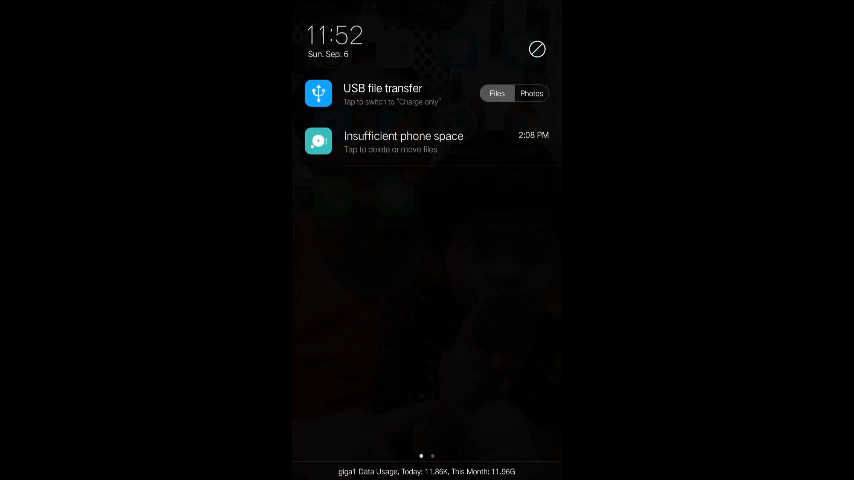 11:52
Sun. Sep. 6
USB file transfer
Tap to switch to "Charge only"
Files Photos
Insufficient phone space
2:08 PM
Tap to delete or move files
giga1 Data Usage, Today: 11.86K, This Month: 11.96G